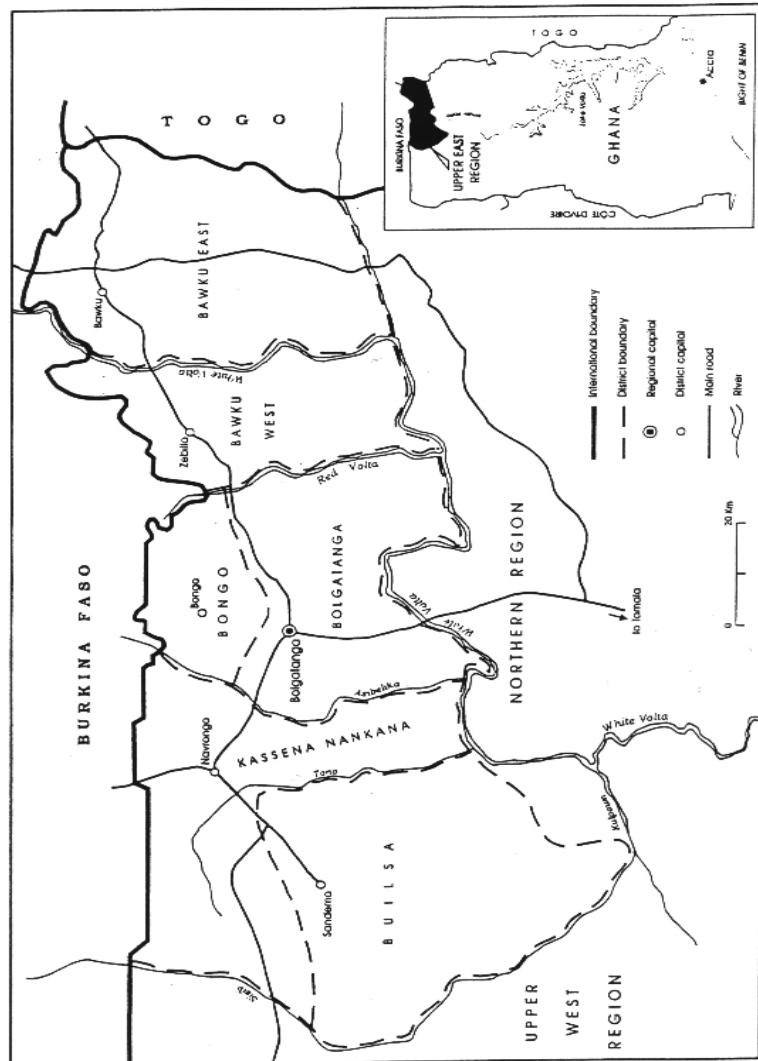 BURKINA FASO
TOGO
Bawku
BAWKU EAST
White Volta
Zebilla
BAWKU
WEST
Red Volta
Bongo
BONGO
Bolgatanga
BOLGATANGA
White Volta
Navrongo
KASSENA NANKANA
Tono
Sandema
BUILSA
Kulpawn
White Volta
NORTHERN REGION
to Tamale
UPPER
WEST
REGION
International boundary
District boundary
Regional capital
District capital
Main road
River
0
20 Km
BURKINA FASO
UPPER EAST
REGION
TOGO
Lake Volta
GHANA
Accra
CÔTE D'IVOIRE
BIGHT OF BENIN